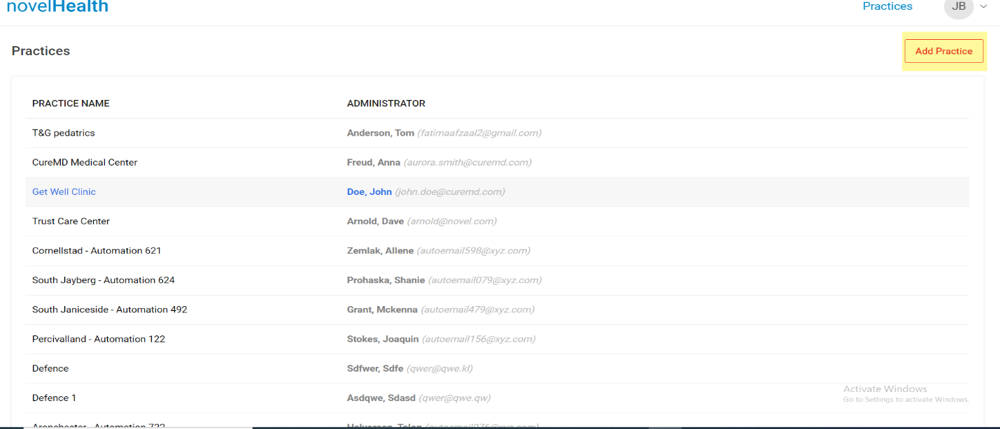 novelHealth
Practices JB
Practices
Add Practice
PRACTICE NAME ADMINISTRATOR
T&G pedatrics Anderson, Tom (fatimaafzaal2@gmail.com)
CureMD Medical Center Freud, Anna (aurora.smith@curemd.com)
Get Well Clinic Doe, John (john.doe@curemd.com)
Trust Care Center Arnold, Dave (arnold@novel.com)
Cornellstad - Automation 621 Zemlak, Allene (autoemail598@xyz.com)
South Jayberg - Automation 624 Prohaska, Shanie (autoemail079@xyz.com)
South Janiceside - Automation 492 Grant, Mckenna (autoemail479@xyz.com)
Percivalland - Automation 122 Stokes, Joaquin (autoemail156@xyz.com)
Defence Sdfwer, Sdfe (qwer@qwe.kl)
Defence 1 Asdqwe, Sdasd (qwer@qwe.qw)
Activate Windows
Go to Settings to activate Windows.